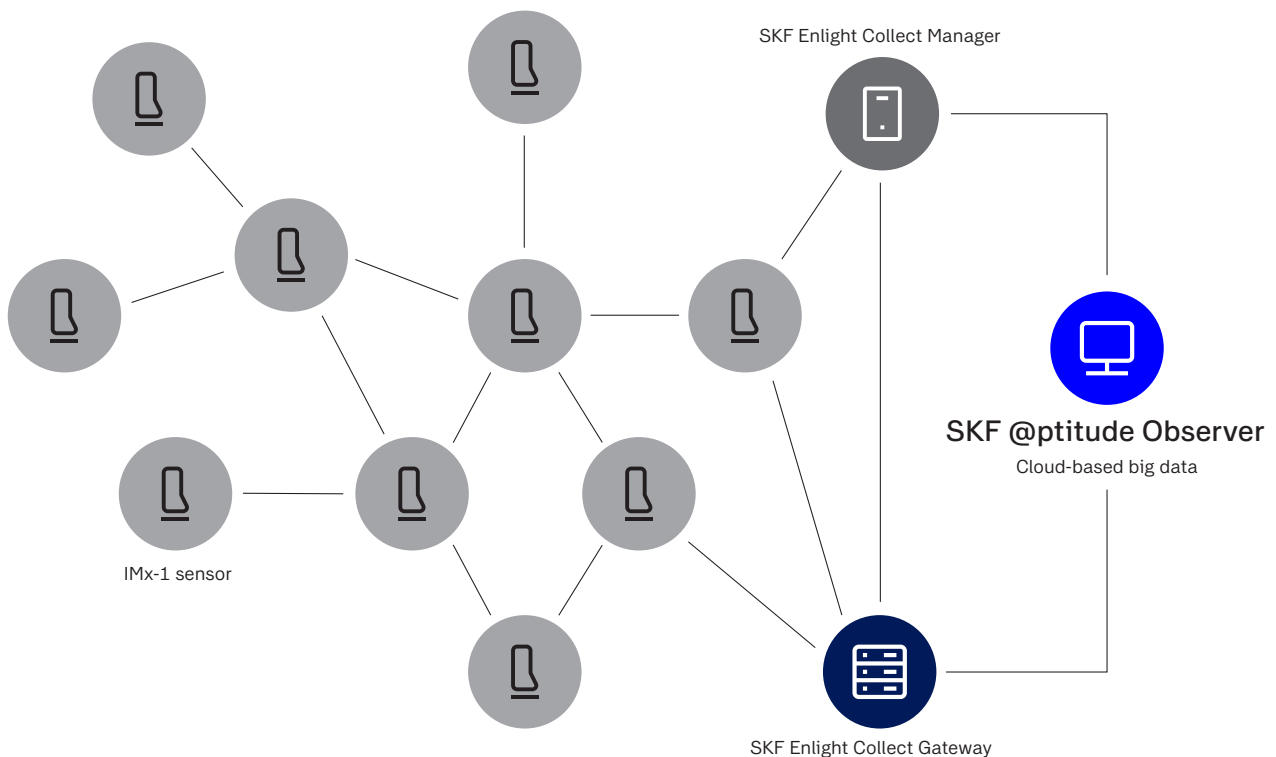 SKF Enlight Collect Manager
SKF @ptitude Observer
Cloud-based big data
IMx-1 sensor
SKF Enlight Collect Gateway